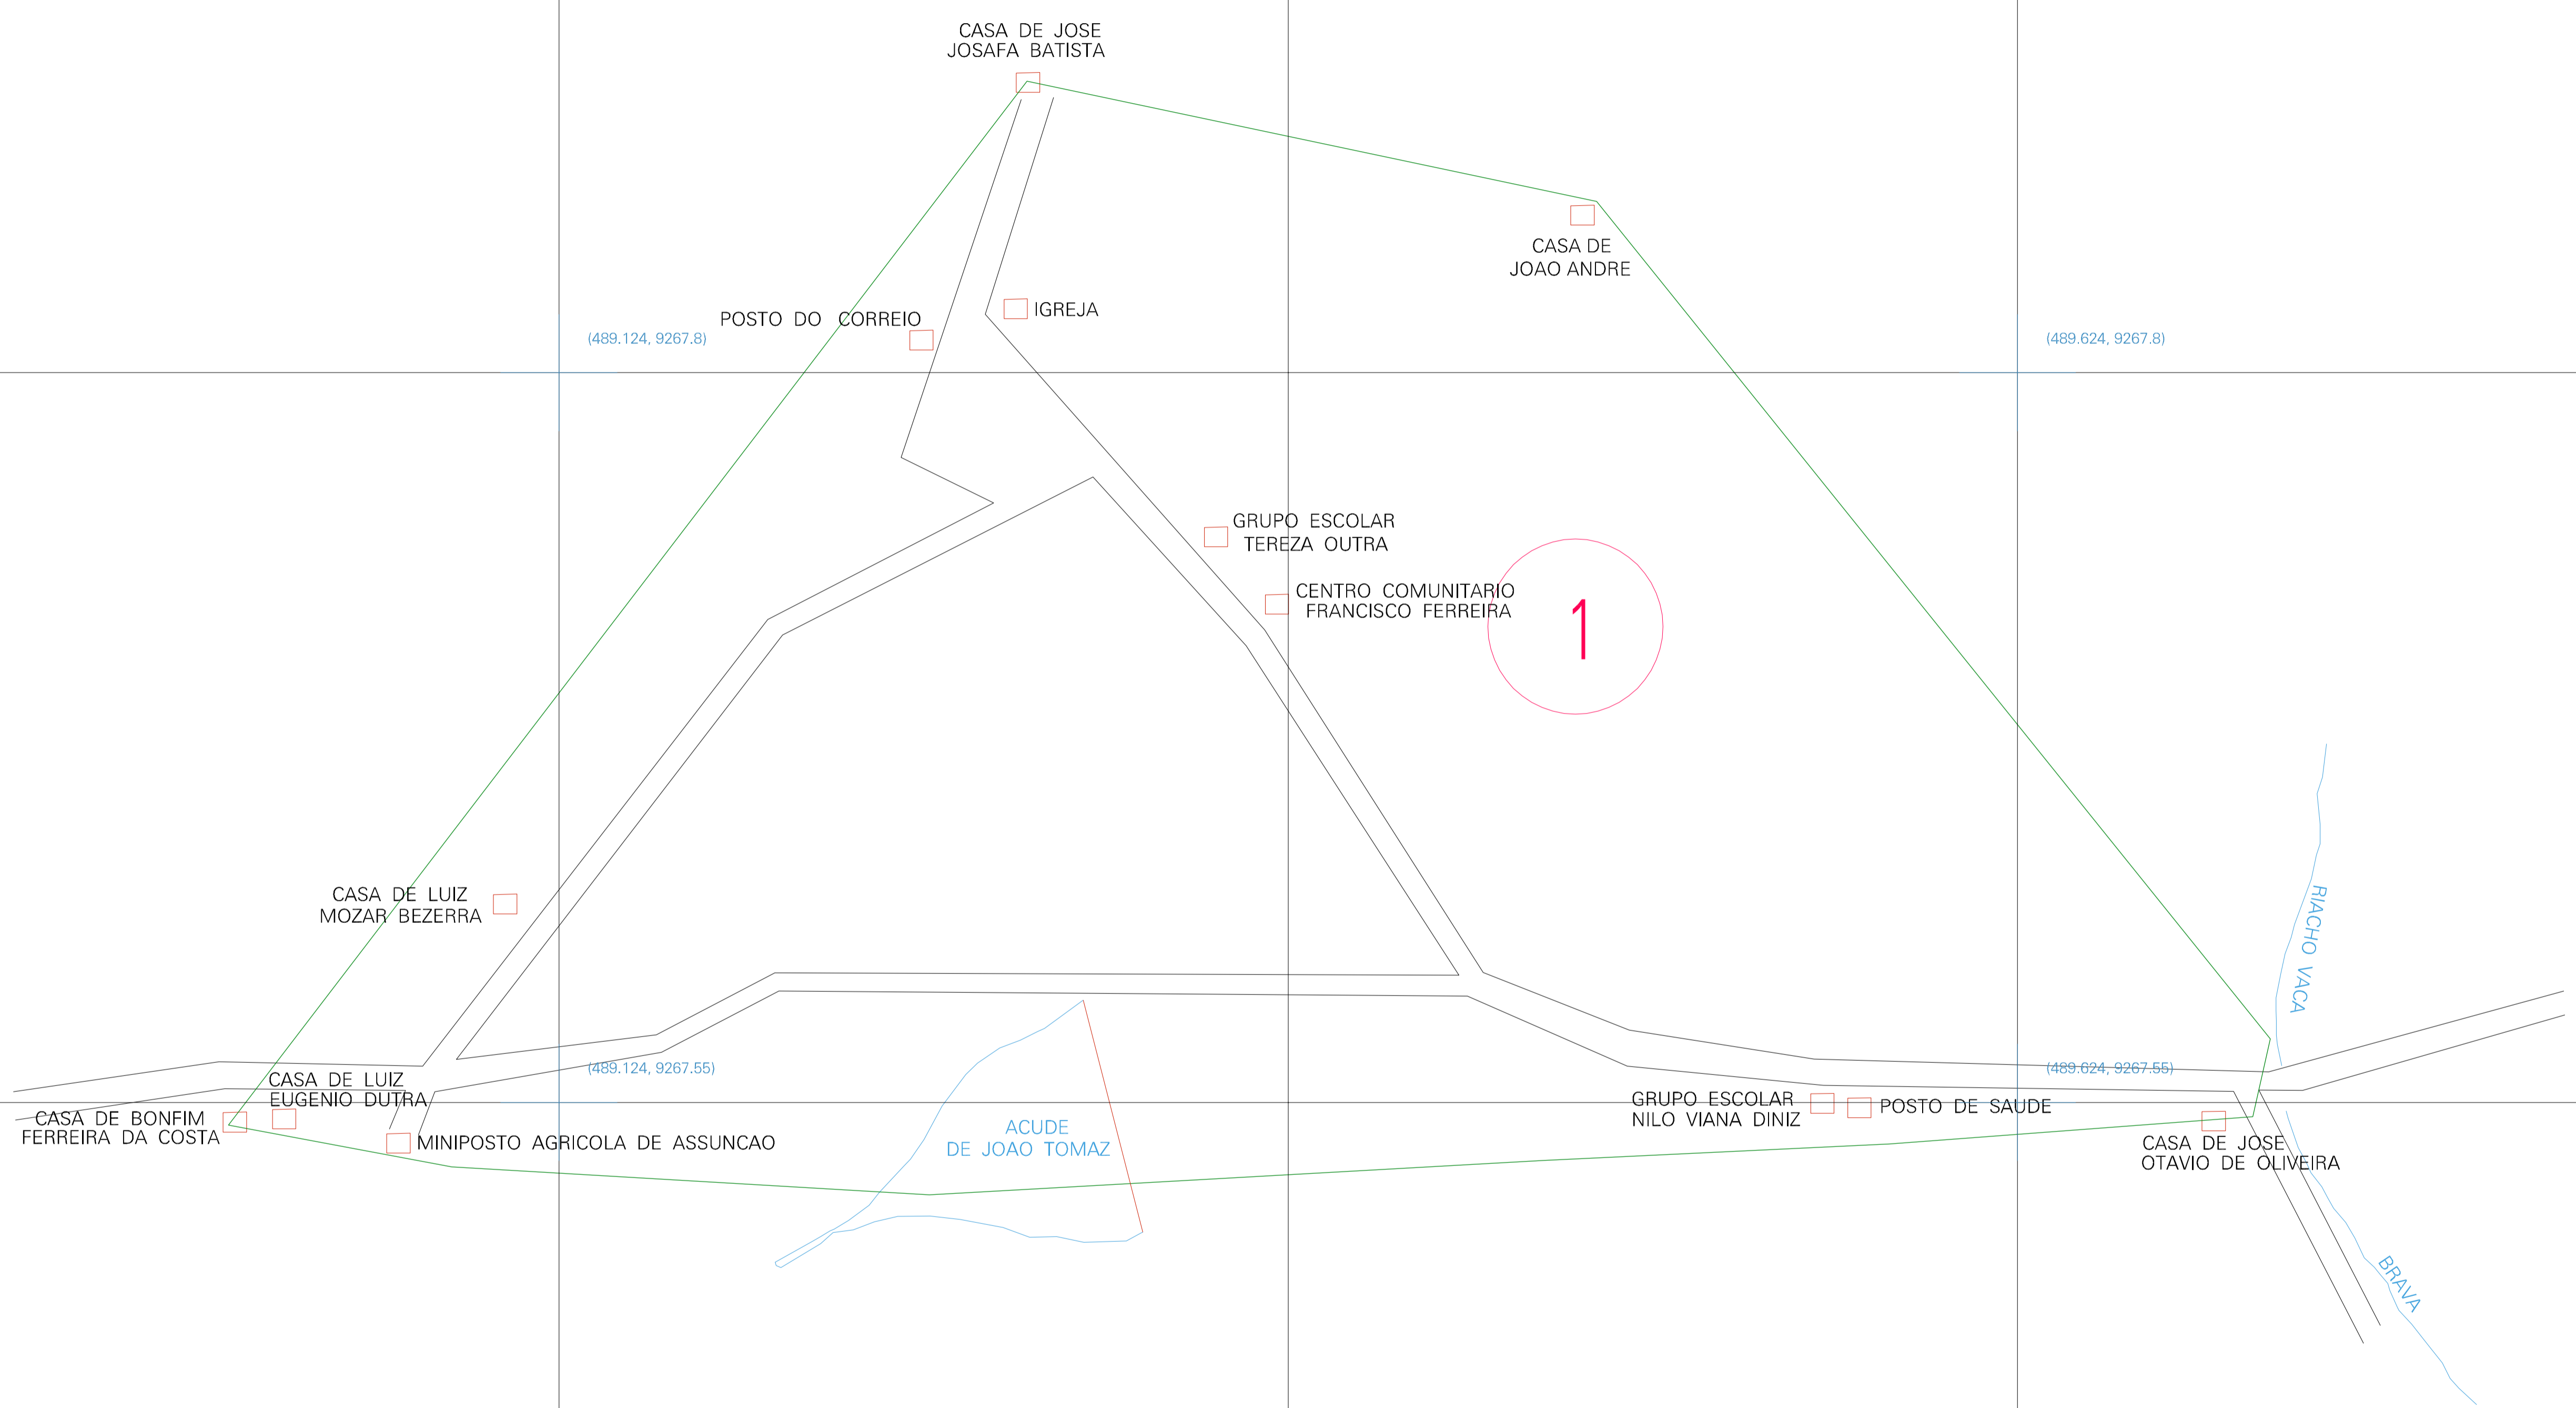 CASA DE JOSE
JOSAFA BATISTA
CASA DE
JOAO ANDRE
POSTO DO CORREIO
IGREJA
(489.124, 9267.8)
(489.624, 9267.8)
GRUPO ESCOLAR
TEREZA OUTRA
CENTRO COMUNITARIO
FRANCISCO FERREIRA
1
CASA DE LUIZ
MOZAR BEZERRA
RIACHO VACA
(489.124, 9267.55)
(489.624, 9267.55)
CASA DE LUIZ
EUGENIO DUTRA
CASA DE BONFIM
FERREIRA DA COSTA
MINIPOSTO AGRICOLA DE ASSUNCAO
ACUDE
DE JOAO TOMAZ
GRUPO ESCOLAR
NILO VIANA DINIZ
POSTO DE SAUDE
CASA DE JOSE
OTAVIO DE OLIVEIRA
BRAVA